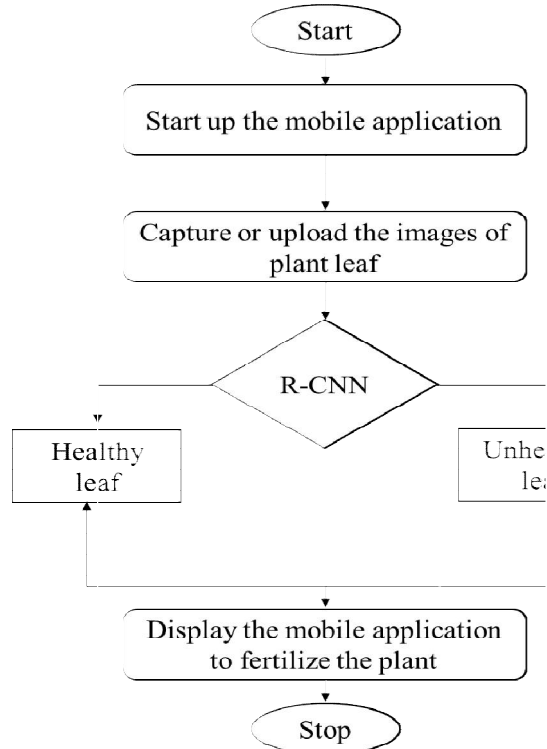 Start
Start up the mobile application
Capture or upload the images of
plant leaf
R-CNN
Healthy
leaf
Display the mobile application
to fertilize the plant
Stop